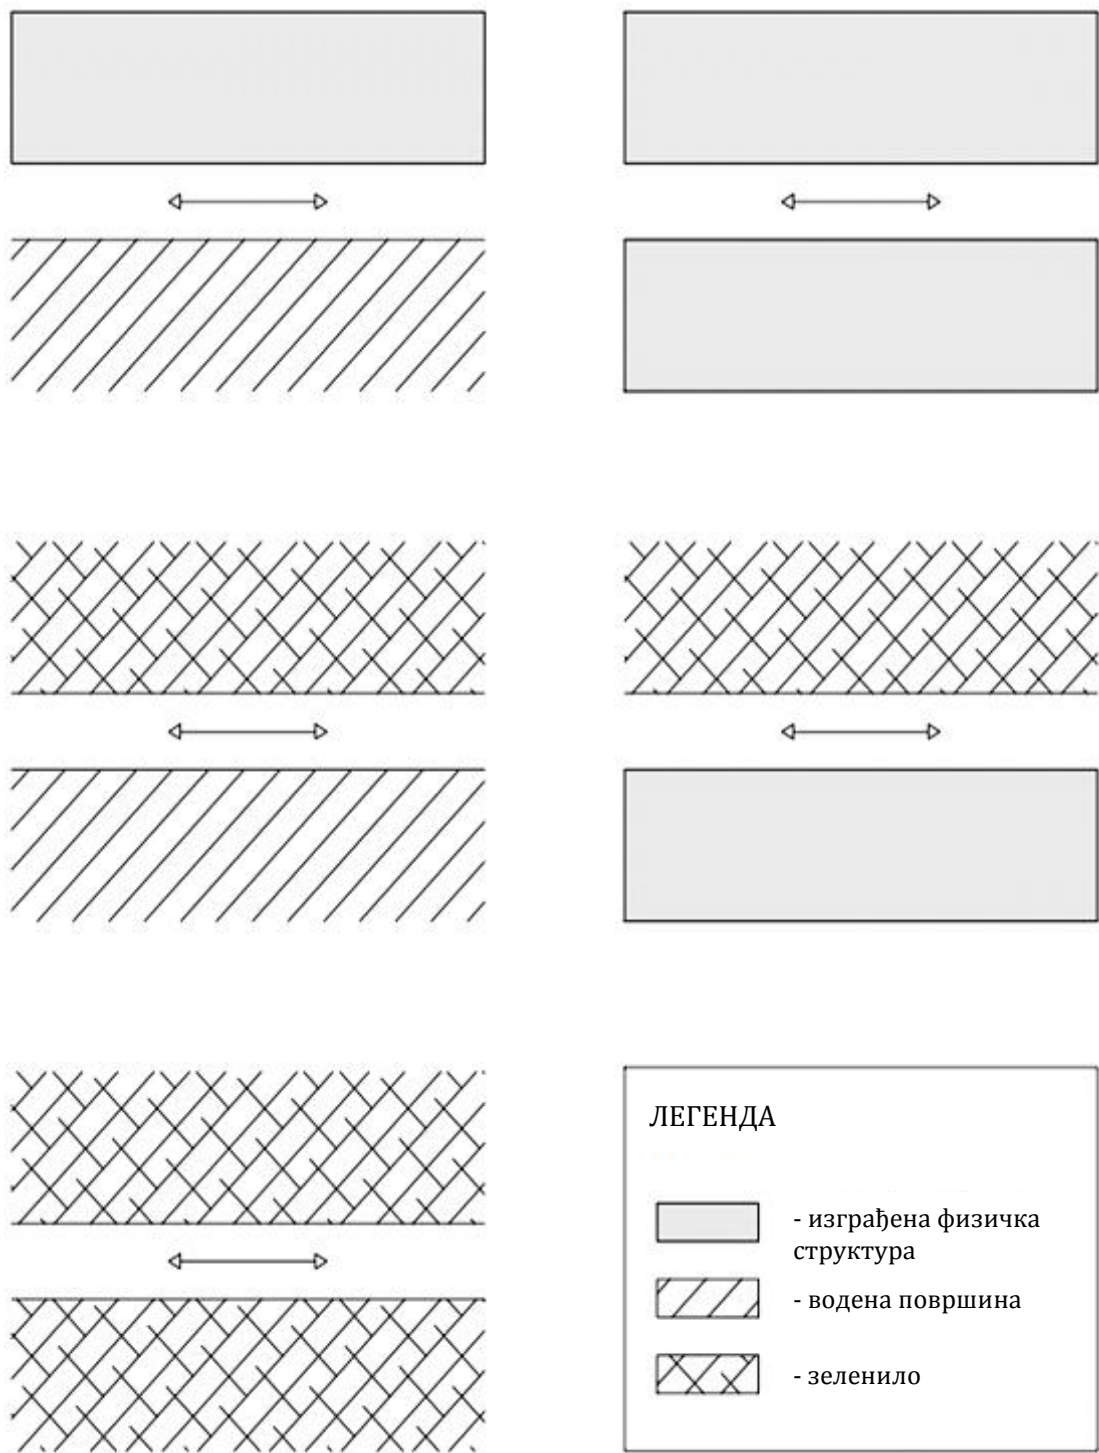 ЛЕГЕНДА
- изграђена физичка
структура
- водена површина
- зеленило